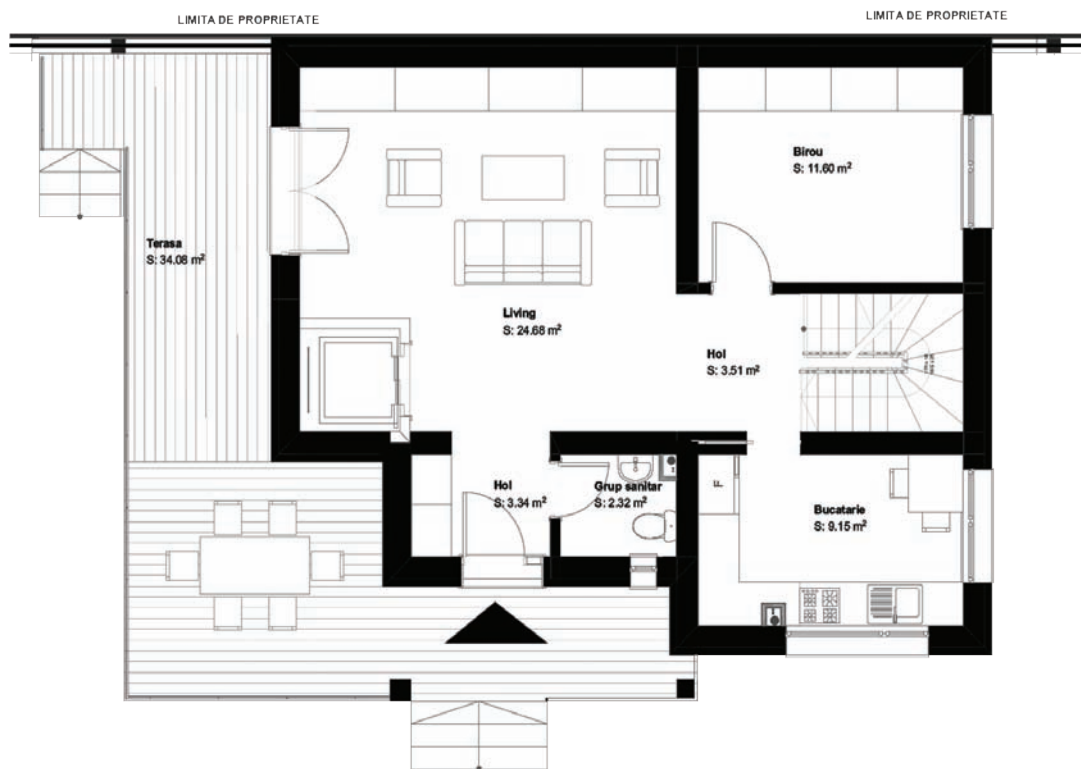 LIMITA DE PROPRIETATE
LIMITA DE PROPRIETATE
Birou
S: 11.60 m²
Terasa
S: 34.08 m²
Living
S: 24.68 m²
Hol
S: 3.51 m²
Hol
S: 3.34 m²
Grup sanitar
S: 2.32 m²
F
Bucatarie
S: 9.15 m²